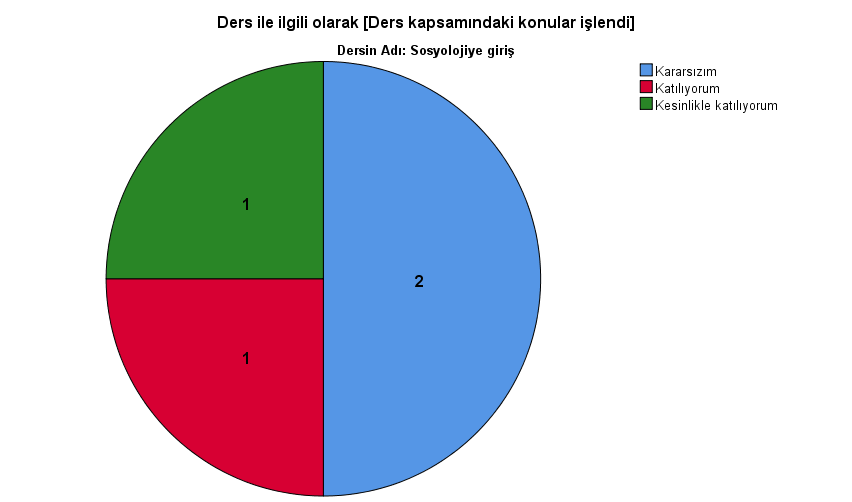 Ders ile ilgili olarak [Ders kapsamındaki konular işlendi]
Dersin Adı: Sosyolojiye giriş
Kararsızım
Katılıyorum
Kesinlikle katılıyorum
1
2
1